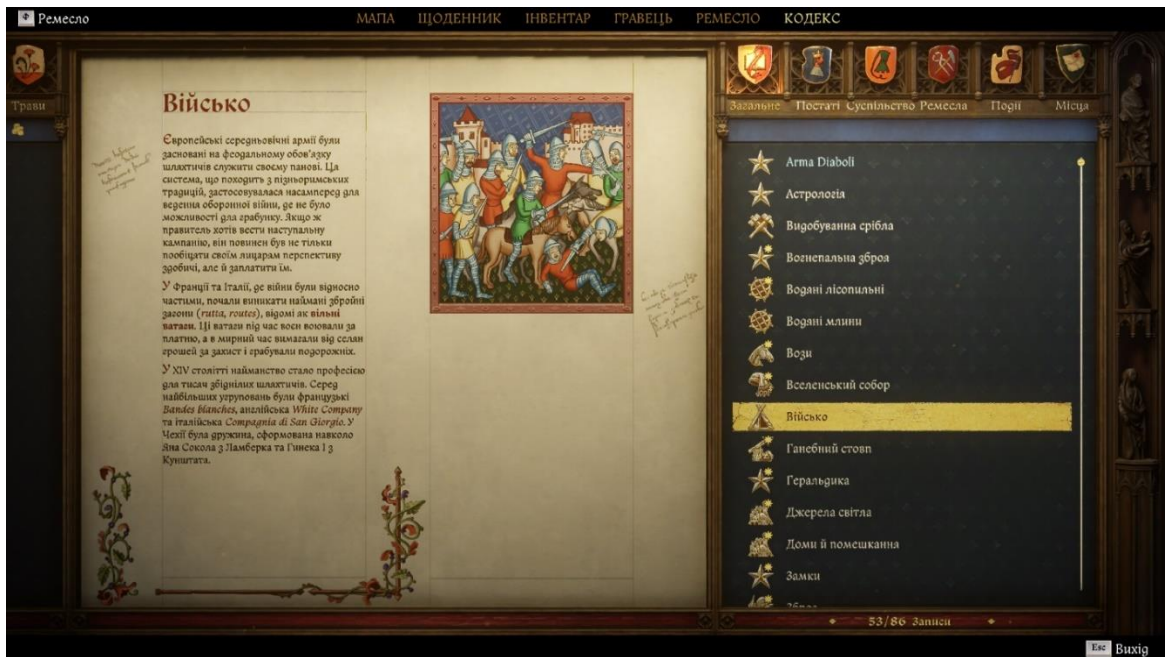 Ремесло
МАПА ЩОДЕННИК ІНВЕНТАР ГРАВЕЦЬ РЕМЕСЛО КОДЕКС
Трави
Військо
Європейські середньовічні армії були
засновані на феодальному обов'язку
шляхтичів служити своєму панові. Ця
система, що походить з пізньоримських
традицій, застосовувалася насамперед для
ведення оборонної війни, де не було
можливості для грабунку. Якщо ж
правитель хотів вести наступальну
кампанію, він повинен був не тільки
пообіцяти своїм лицарам перспективу
здобичі, але й заплатити їм.
У Франції та Італії, де війни були відносно
частими, почали виникати наймані збройні
загони (rutta, routes), відомі як вільні
ватаги. Ці ватаги під час воєн воювали за
платню, а в мирний час вимагали від селян
грошей за захист і грабували подорожніх.
У XIV столітті найманство стало професією
для тисяч збіднілих шляхтичів. Серед
найбільших угруповань були французькі
Bandes blanches, англійська White Company
та італійська Compagnia di San Giorgio. У
Чехії була дружина, сформована навколо
Яна Сокола з Ламберка та Гинека І з
Кунштата.
Загальне Постаті Суспільство Ремесла Події Місця
Arma Diaboli
Астрологія
Видобування срібла
Вогнепальна зброя
Водяні лісопильні
Водяні млини
Вози
Вселенський собор
Військо
Ганебний стовп
Геральдика
Джерела світла
Доми й помешкання
Замки
53/86 Записи
Esc Вихід